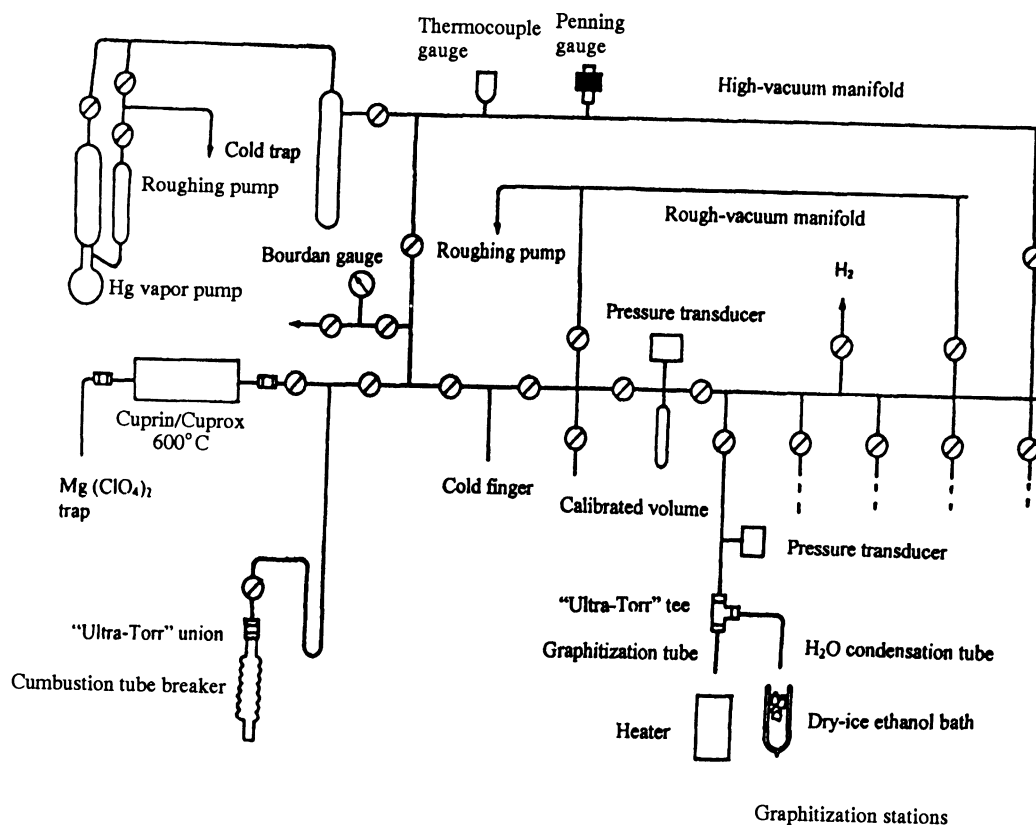 Thermocouple
gauge
Penning
gauge
High-vacuum manifold
Cold trap
Roughing pump
Rough-vacuum manifold
Bourdan gauge
Roughing pump
H₂
Hg vapor pump
Pressure transducer
Cuprin/Cuprox
600°C
Mg (ClO₄)₂
trap
Cold finger
Calibrated volume
Pressure transducer
"Ultra-Torr" tee
"Ultra-Torr" union
Graphitization tube
H₂O condensation tube
Cumbustion tube breaker
Heater
Dry-ice ethanol bath
Graphitization stations